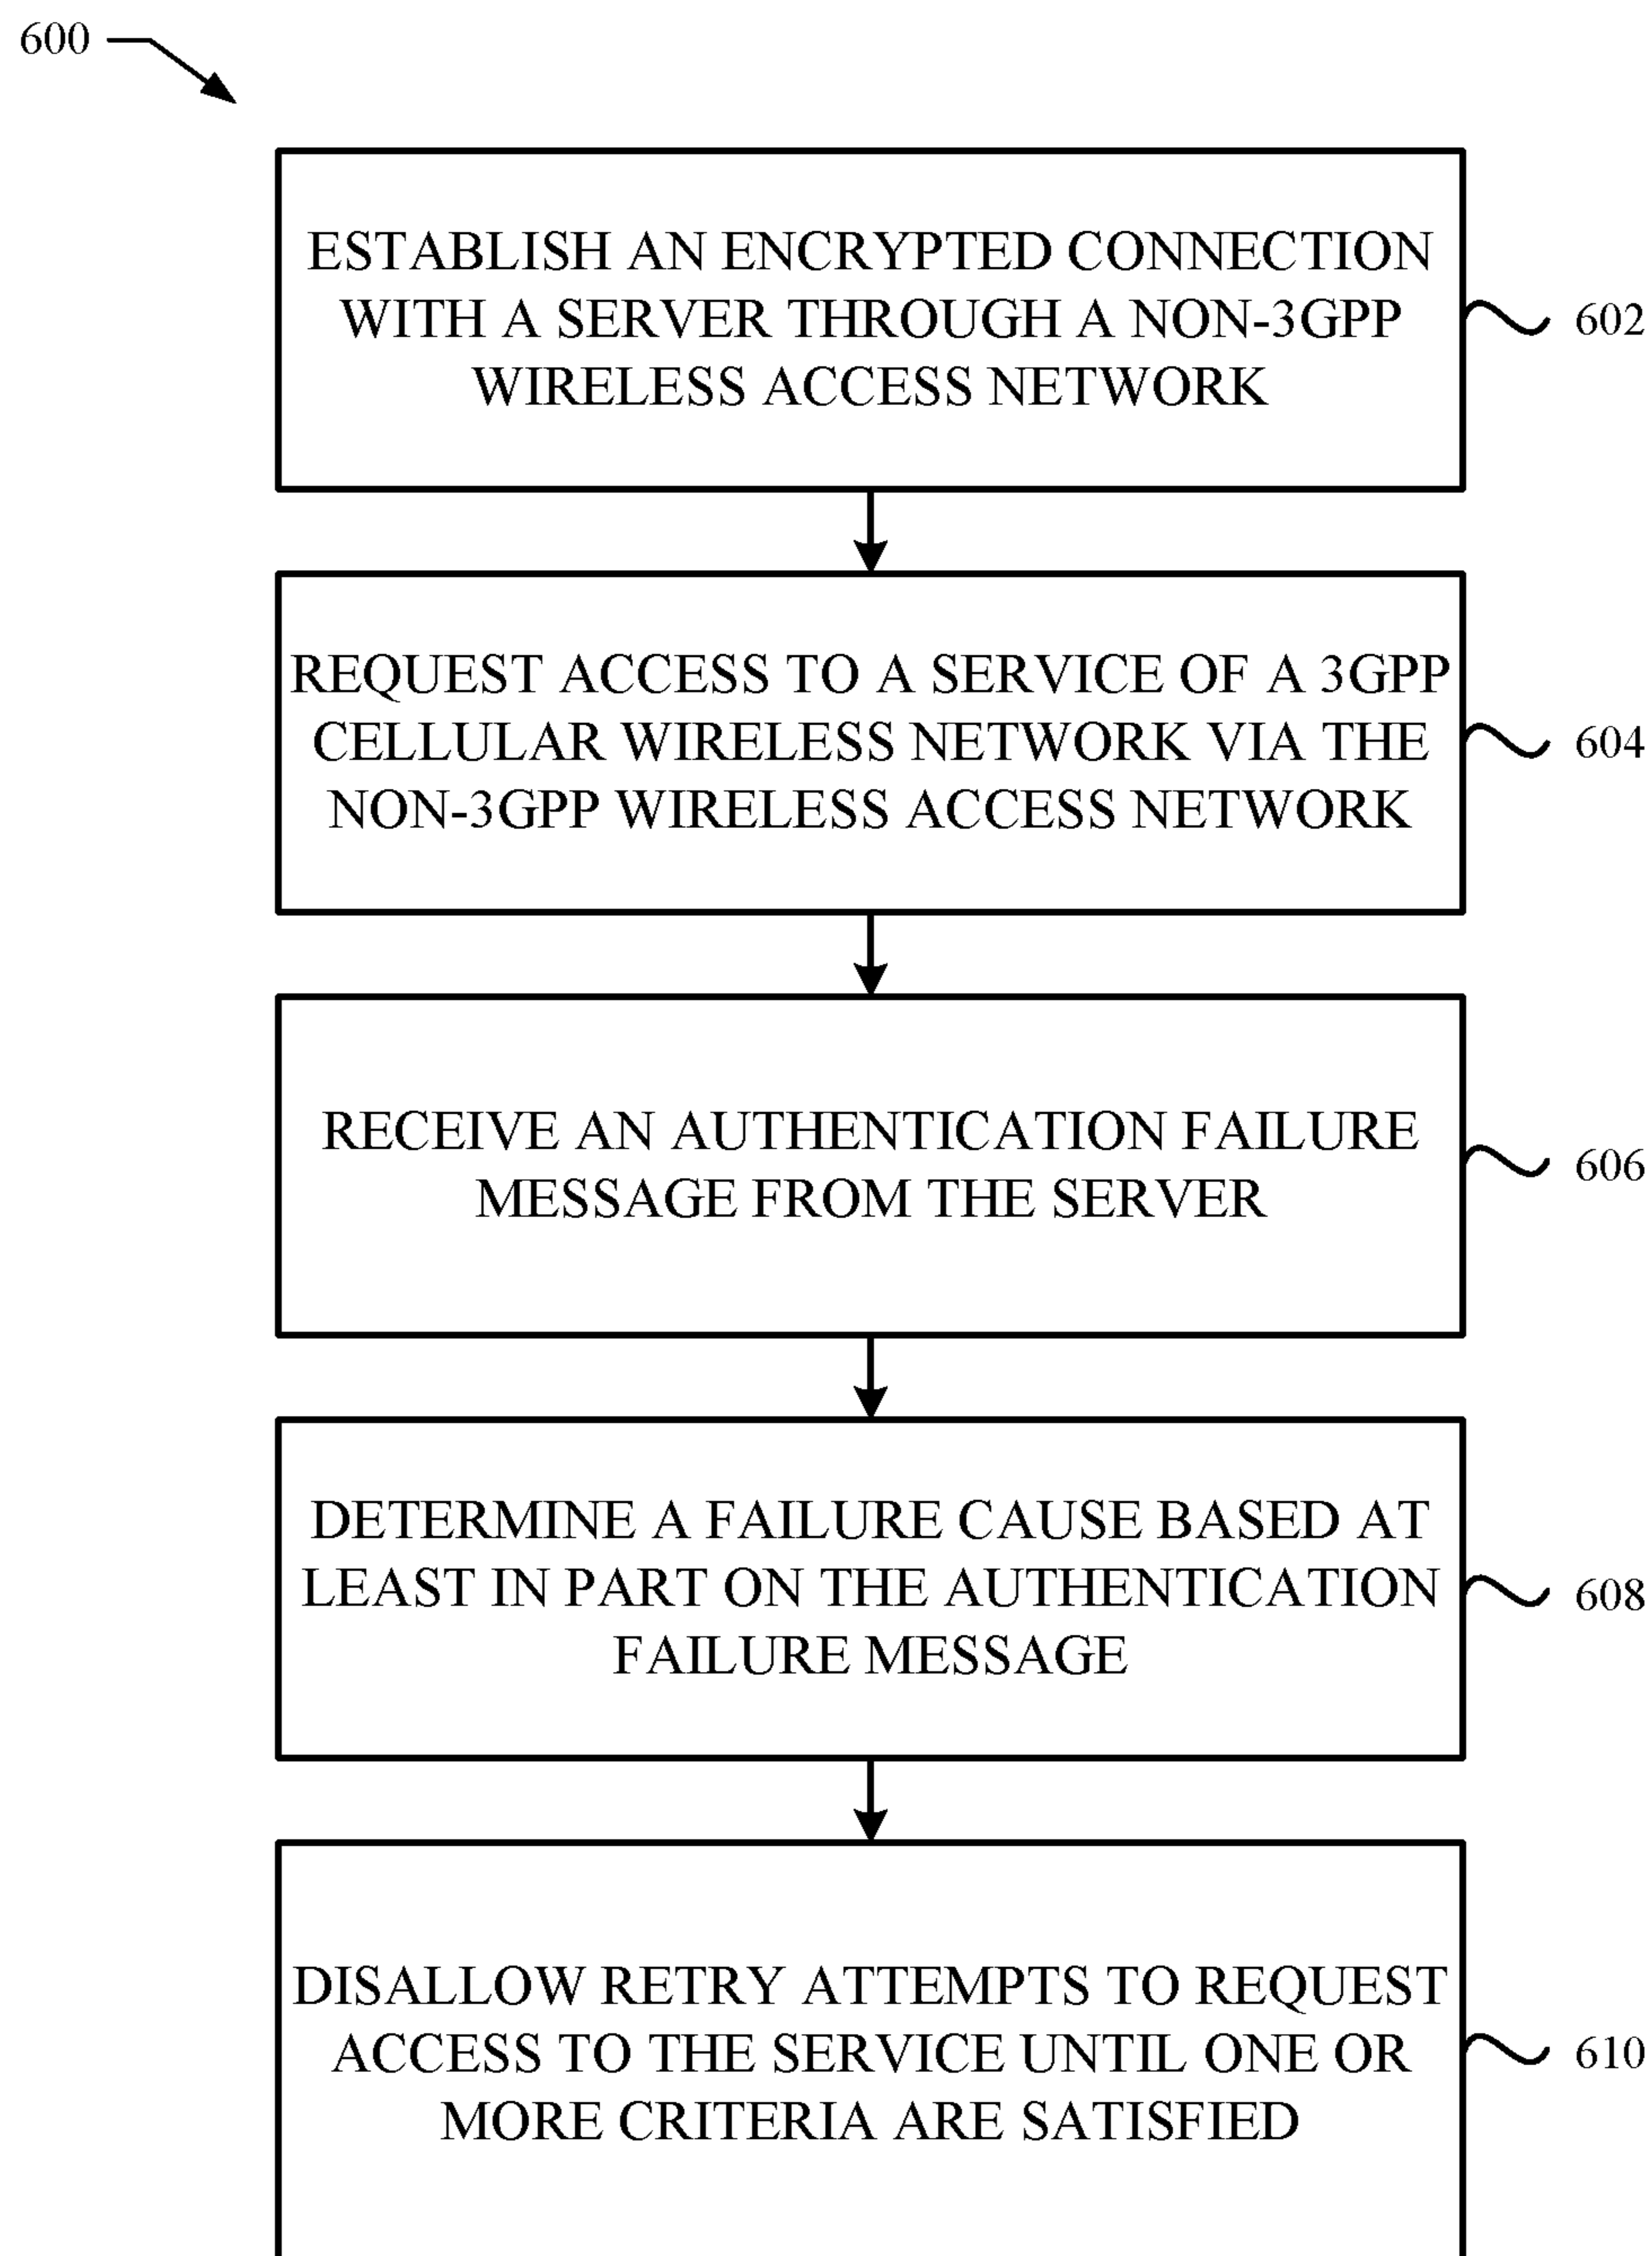 600
ESTABLISH AN ENCRYPTED CONNECTION
WITH A SERVER THROUGH A NON-3GPP
WIRELESS ACCESS NETWORK
602
REQUEST ACCESS TO A SERVICE OF A 3GPP
CELLULAR WIRELESS NETWORK VIA THE
NON-3GPP WIRELESS ACCESS NETWORK
604
RECEIVE AN AUTHENTICATION FAILURE
MESSAGE FROM THE SERVER
606
DETERMINE A FAILURE CAUSE BASED AT
LEAST IN PART ON THE AUTHENTICATION
FAILURE MESSAGE
608
DISALLOW RETRY ATTEMPTS TO REQUEST
ACCESS TO THE SERVICE UNTIL ONE OR
MORE CRITERIA ARE SATISFIED
610